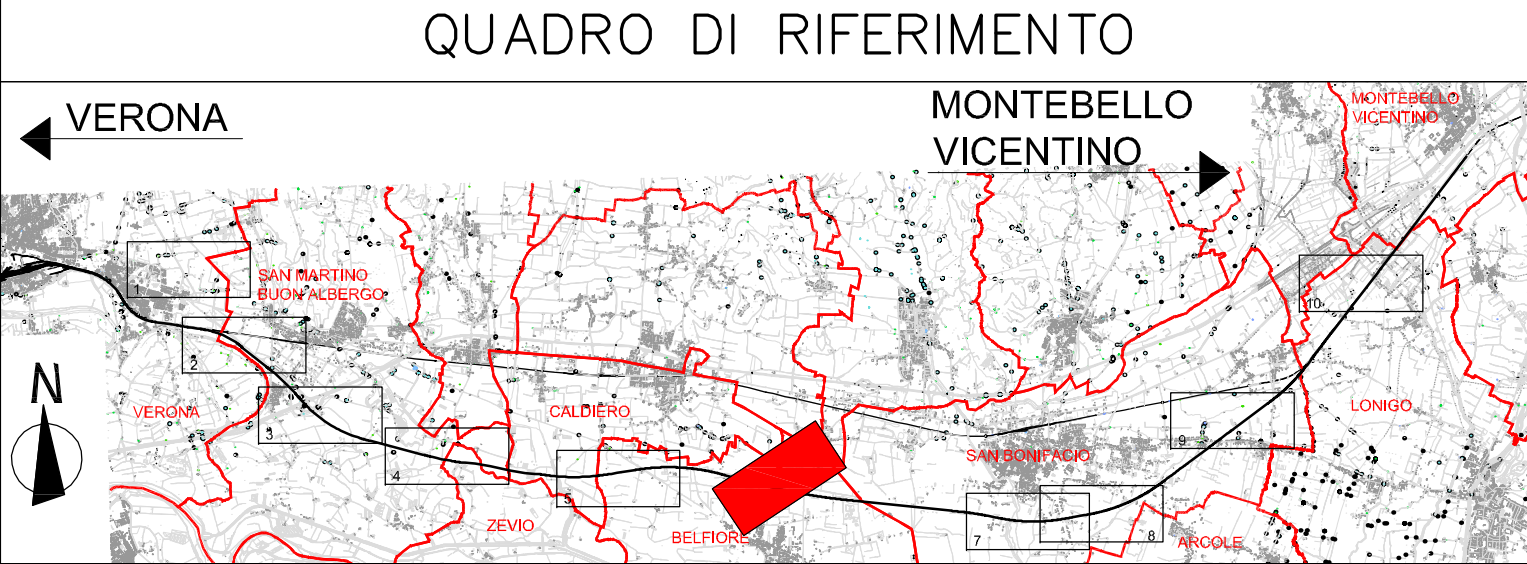 QUADRO DI RIFERIMENTO
VERONA
MONTEBELLO
VICENTINO
MONTEBELLO
VICENTINO
1
SAN MARTINO
BUON ALBERGO
10
2
N
VERONA
CALDIERO
LONIGO
3
9
SAN BONIFACIO
4
5
ZEVIO
BELFIORE
7
8
ARCOLE